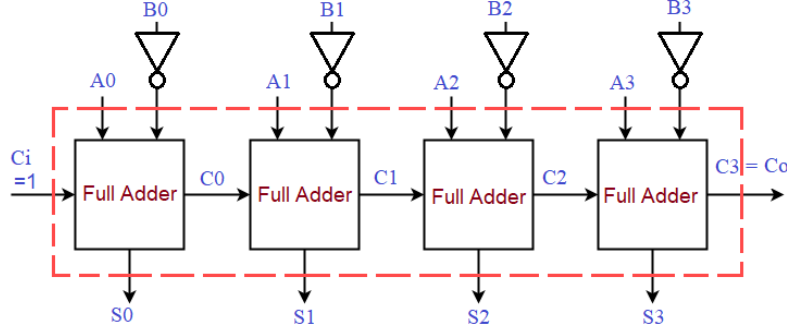 B0 B1 B2 B3
A0 A1 A2 A3
Ci
=1
Full Adder C0 Full Adder C1 Full Adder C2 Full Adder C3 = Co
S0 S1 S2 S3